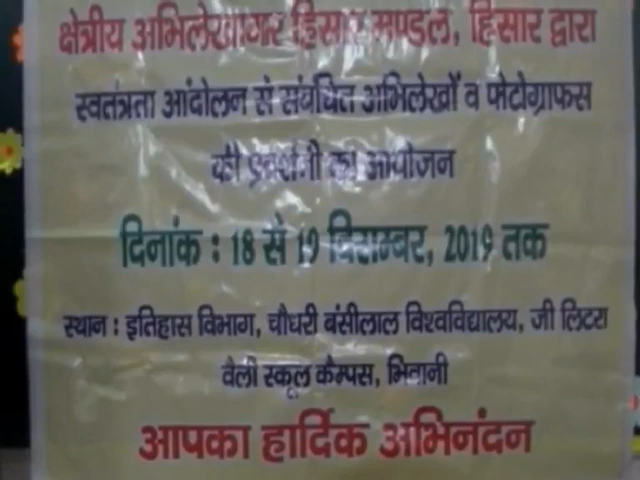 क्षेत्रीय अभिलेखागार हिसार मण्डल, हिसार द्वारा
स्वतंत्रता आंदोलन से संबंधित अभिलेखों व फोटोग्राफस
की प्रदर्शनी का आयोजन
दिनांक : 18 से 19 दिसम्बर, 2019 तक
स्थान : इतिहास विभाग, चौधरी बंसीलाल विश्वविद्यालय, जी लिटरा
वैली स्कूल कैम्पस, भिवानी
आपका हार्दिक अभिनंदन